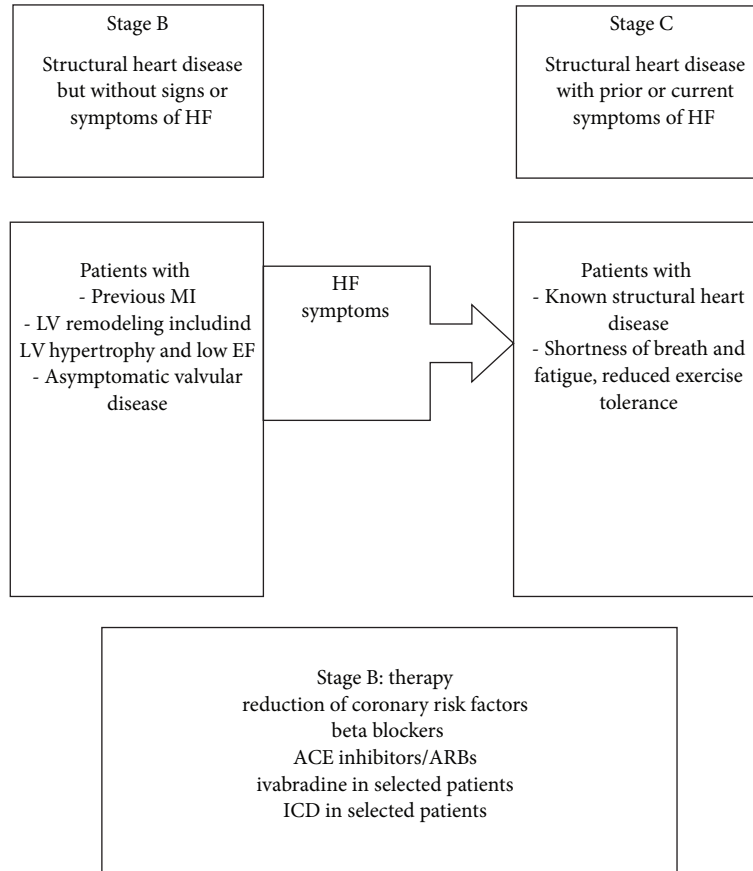 Stage B
Structural heart disease
but without signs or
symptoms of HF
Stage C
Structural heart disease
with prior or current
symptoms of HF
Patients with
- Previous MI
- LV remodeling includind
LV hypertrophy and low EF
- Asymptomatic valvular
disease
HF
symptoms
Patients with
- Known structural heart
disease
- Shortness of breath and
fatigue, reduced exercise
tolerance
Stage B: therapy
reduction of coronary risk factors
beta blockers
ACE inhibitors/ARBs
ivabradine in selected patients
ICD in selected patients